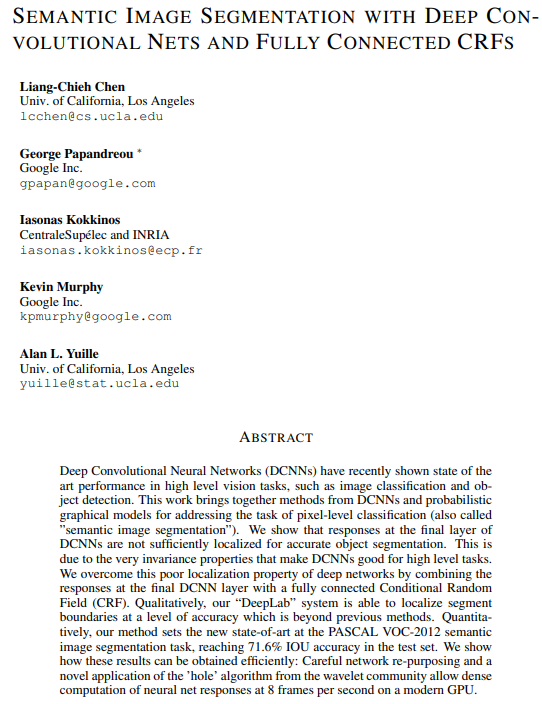 SEMANTIC IMAGE SEGMENTATION WITH DEEP CON-
VOLUTIONAL NETS AND FULLY CONNECTED CRFS
Liang-Chieh Chen
Univ. of California, Los Angeles
lcchen@cs.ucla.edu
George Papandreou *
Google Inc.
gpapan@google.com
Iasonas Kokkinos
CentraleSupélec and INRIA
iasonas.kokkinos@ecp.fr
Kevin Murphy
Google Inc.
kpmurphy@google.com
Alan L. Yuille
Univ. of California, Los Angeles
yuille@stat.ucla.edu
ABSTRACT
Deep Convolutional Neural Networks (DCNNs) have recently shown state of the
art performance in high level vision tasks, such as image classification and ob-
ject detection. This work brings together methods from DCNNs and probabilistic
graphical models for addressing the task of pixel-level classification (also called
"semantic image segmentation"). We show that responses at the final layer of
DCNNs are not sufficiently localized for accurate object segmentation. This is
due to the very invariance properties that make DCNNs good for high level tasks.
We overcome this poor localization property of deep networks by combining the
responses at the final DCNN layer with a fully connected Conditional Random
Field (CRF). Qualitatively, our “DeepLab” system is able to localize segment
boundaries at a level of accuracy which is beyond previous methods. Quantita-
tively, our method sets the new state-of-art at the PASCAL VOC-2012 semantic
image segmentation task, reaching 71.6% IOU accuracy in the test set. We show
how these results can be obtained efficiently: Careful network re-purposing and a
novel application of the 'hole' algorithm from the wavelet community allow dense
computation of neural net responses at 8 frames per second on a modern GPU.